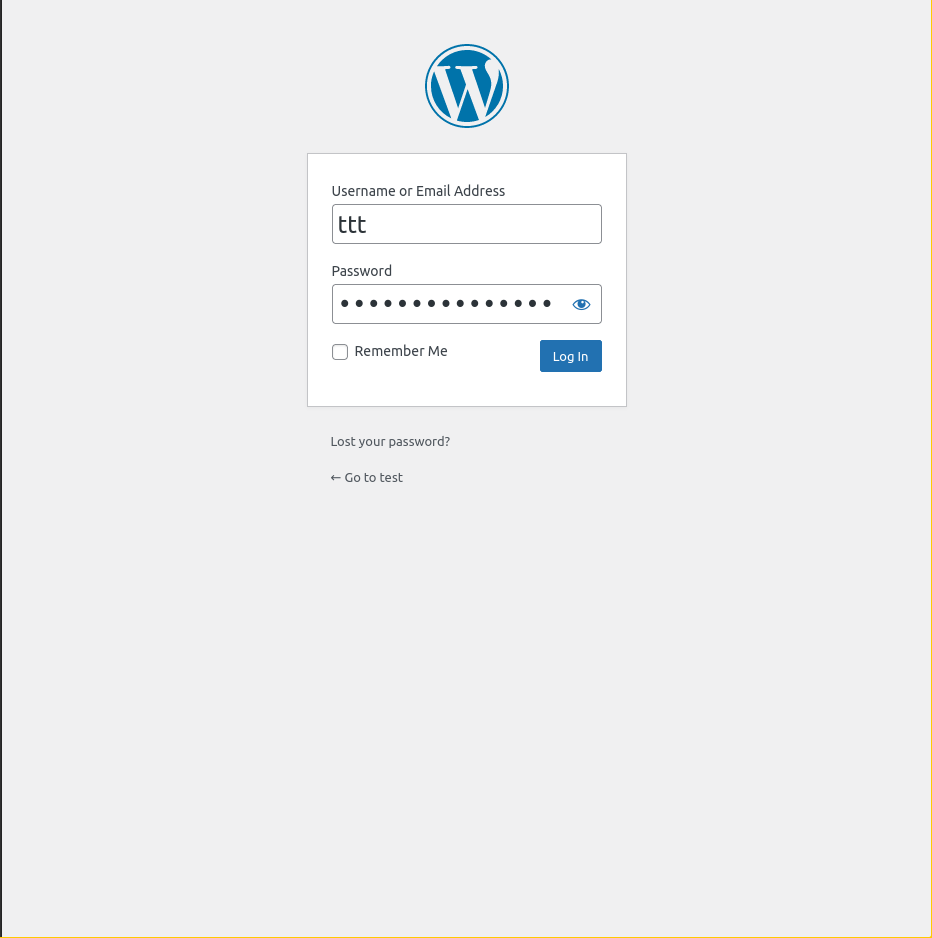 Username or Email Address
ttt
Password
●●●●●●●●●●●●●●●
Remember Me
Log In
Lost your password?
← Go to test